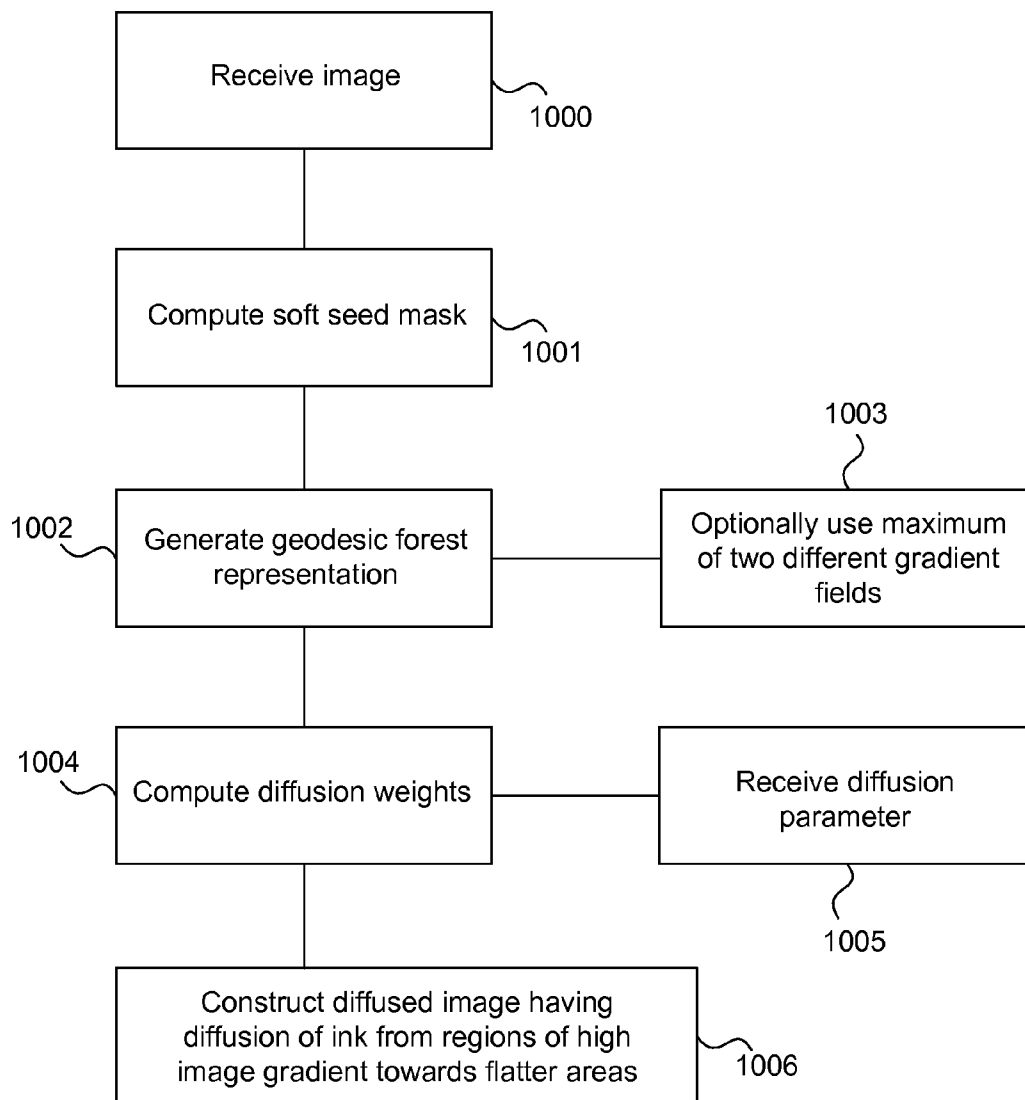 Receive image
1000
Compute soft seed mask
1001
1003
1002
Generate geodesic forest
representation
Optionally use maximum
of two different gradient
fields
1004
Compute diffusion weights
Receive diffusion
parameter
1005
Construct diffused image having
diffusion of ink from regions of high
image gradient towards flatter areas
1006